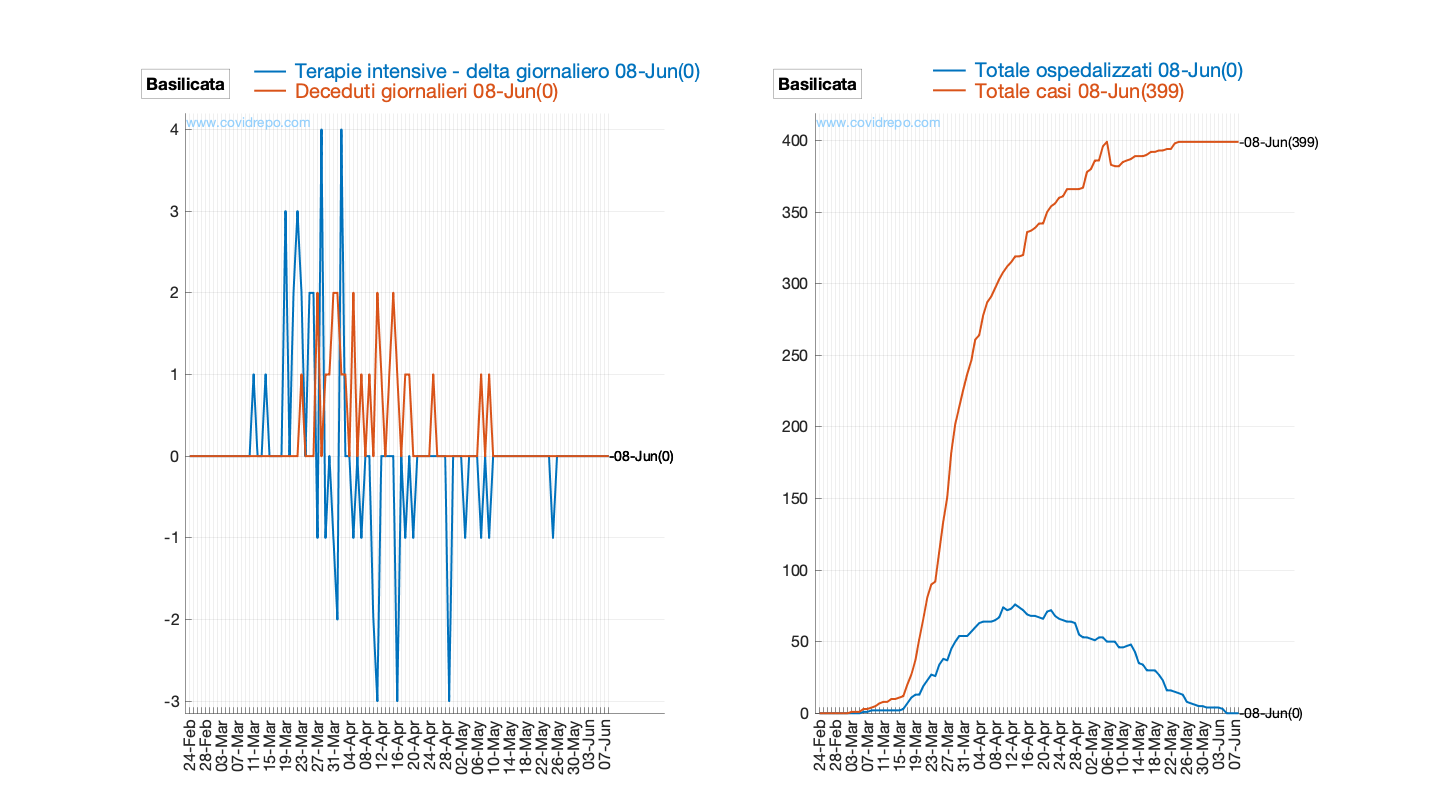 Basilicata
Terapie intensive - delta giornaliero 08-Jun(0)
Deceduti giornalieri 08-Jun(0)
www.covidrepo.com
4
3
2
1
0
-1
-2
-3
-08-Jun(0)
24-Feb
28-Feb
03-Mar
07-Mar
11-Mar
15-Mar
19-Mar
23-Mar
27-Mar
31-Mar
04-Apr
08-Apr
12-Apr
16-Apr
20-Apr
24-Apr
28-Apr
02-May
06-May
10-May
14-May
18-May
22-May
26-May
30-May
03-Jun
07-Jun
Basilicata
Totale ospedalizzati 08-Jun(0)
Totale casi 08-Jun(399)
www.covidrepo.com
400
350
300
250
200
150
100
50
0
-08-Jun(399)
-08-Jun(0)
24-Feb
28-Feb
03-Mar
07-Mar
11-Mar
15-Mar
19-Mar
23-Mar
27-Mar
31-Mar
04-Apr
08-Apr
12-Apr
16-Apr
20-Apr
24-Apr
28-Apr
02-May
06-May
10-May
14-May
18-May
22-May
26-May
30-May
03-Jun
07-Jun